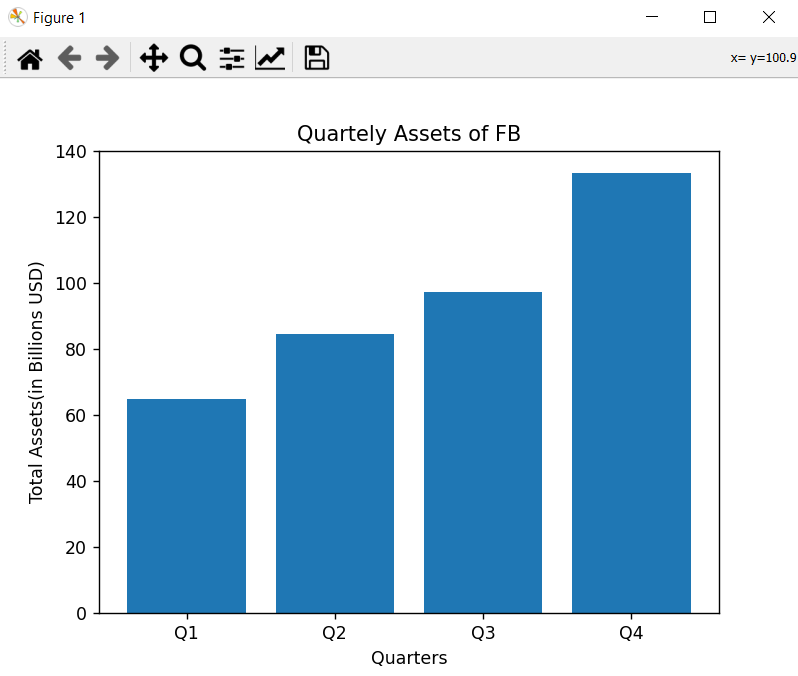 Figure 1
x= y=100.9
Quartely Assets of FB
Total Assets(in Billions USD)
140
120
100
80
60
40
20
0
Q1 Q2 Q3 Q4
Quarters